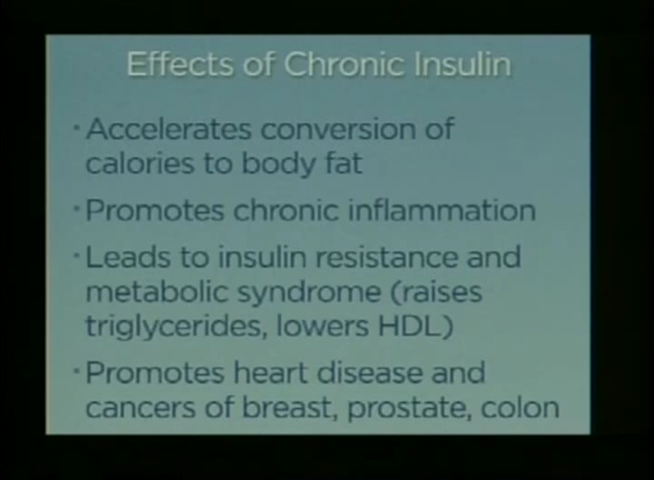 Effects of Chronic Insulin
· Accelerates conversion of
calories to body fat
· Promotes chronic inflammation
· Leads to insulin resistance and
metabolic syndrome (raises
triglycerides, lowers HDL)
· Promotes heart disease and
cancers of breast, prostate, colon